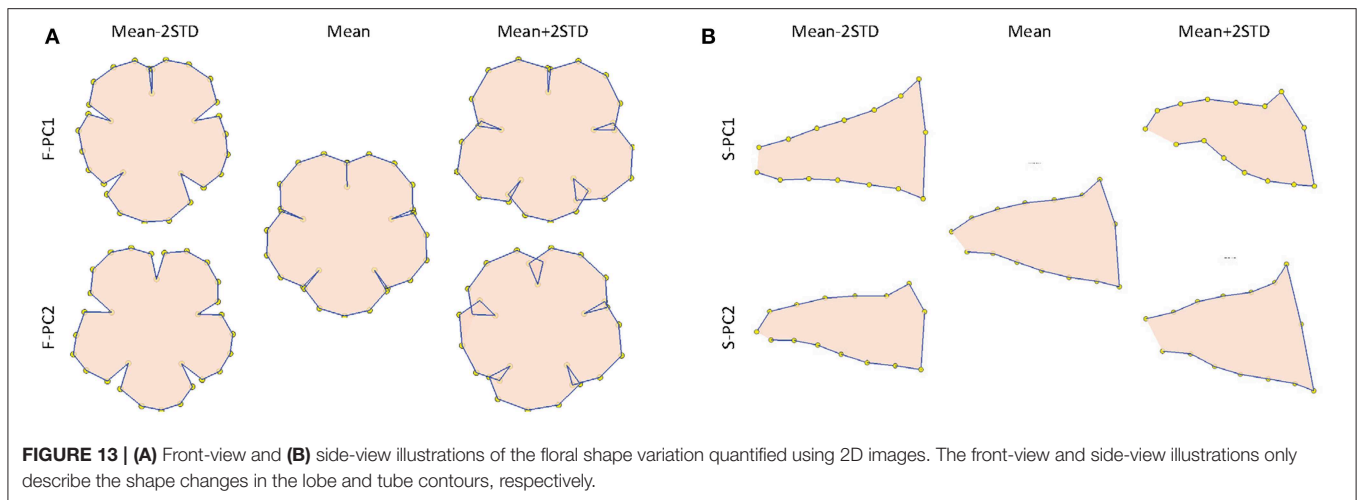 A Mean-2STD Mean Mean+2STD B Mean-2STD Mean Mean+2STD
F-PC1 S-PC1
F-PC2 S-PC2
FIGURE 13 | (A) Front-view and (B) side-view illustrations of the floral shape variation quantified using 2D images. The front-view and side-view illustrations only
describe the shape changes in the lobe and tube contours, respectively.